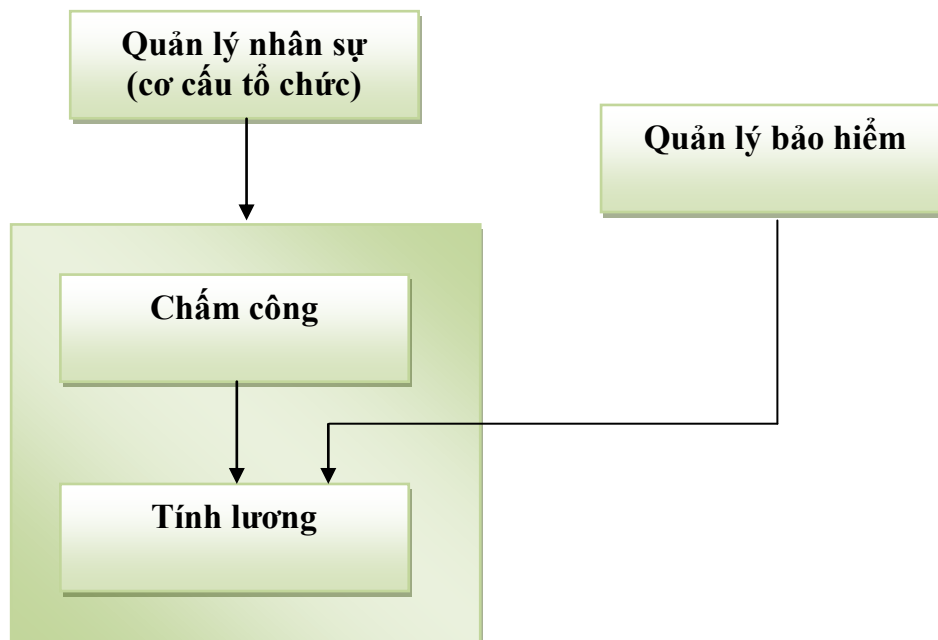 Quản lý nhân sự
(cơ cấu tổ chức)
Quản lý bảo hiểm
Chấm công
Tính lương